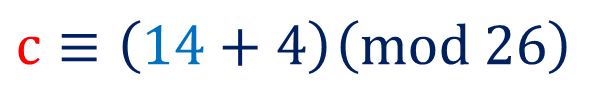 c ≡ (14 + 4)(mod 26)